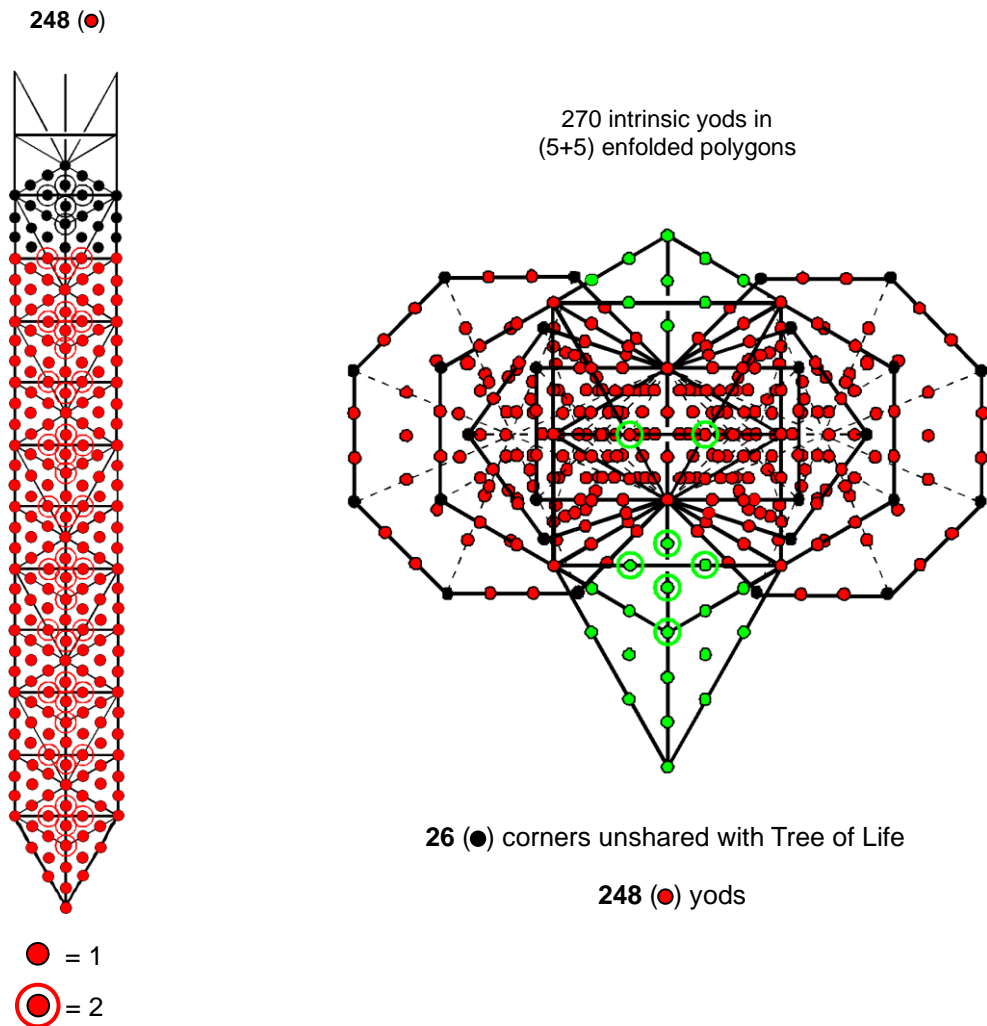 248 (●)
270 intrinsic yods in
(5+5) enfolded polygons
26 (●) corners unshared with Tree of Life
248 (●) yods
= 1
= 2